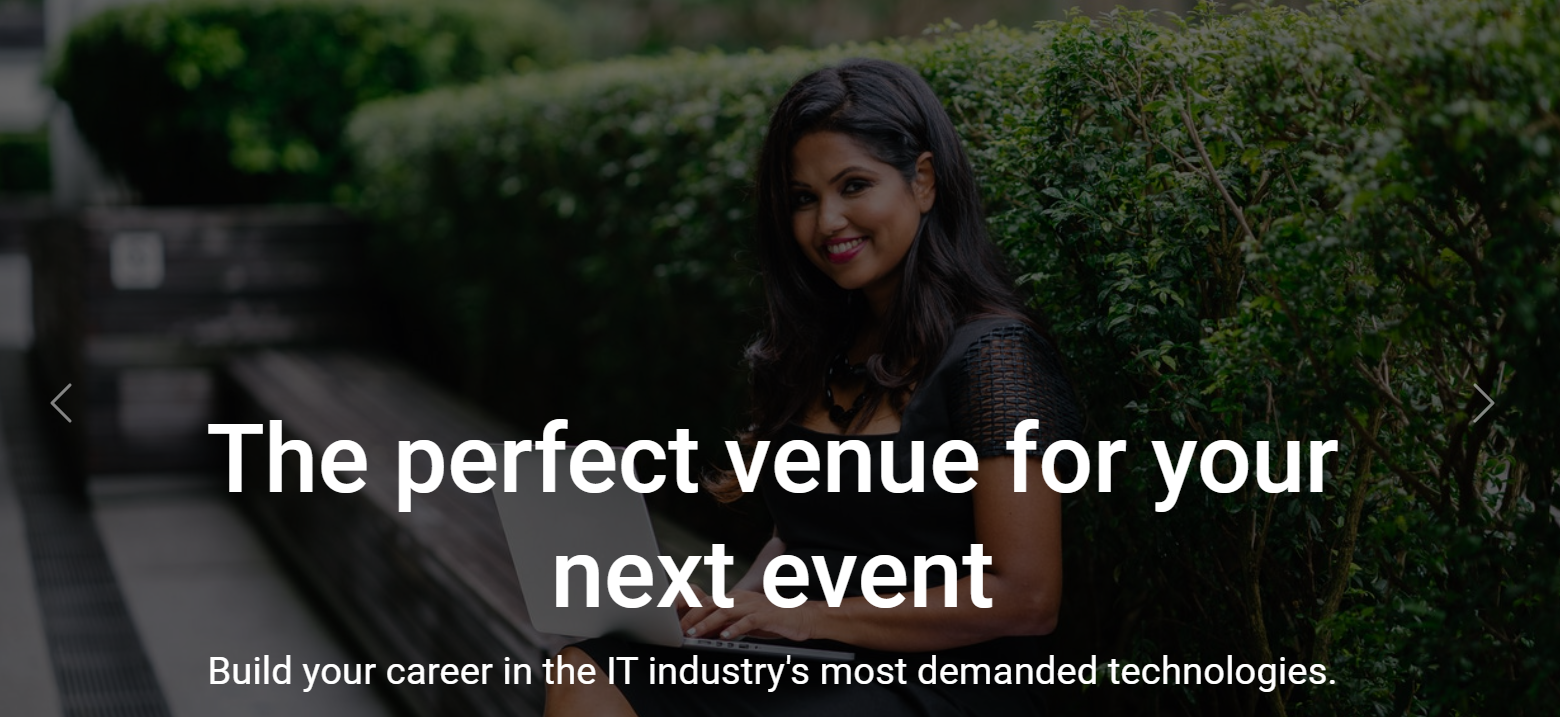 The perfect venue for your
next event
Build your career in the IT industry's most demanded technologies.